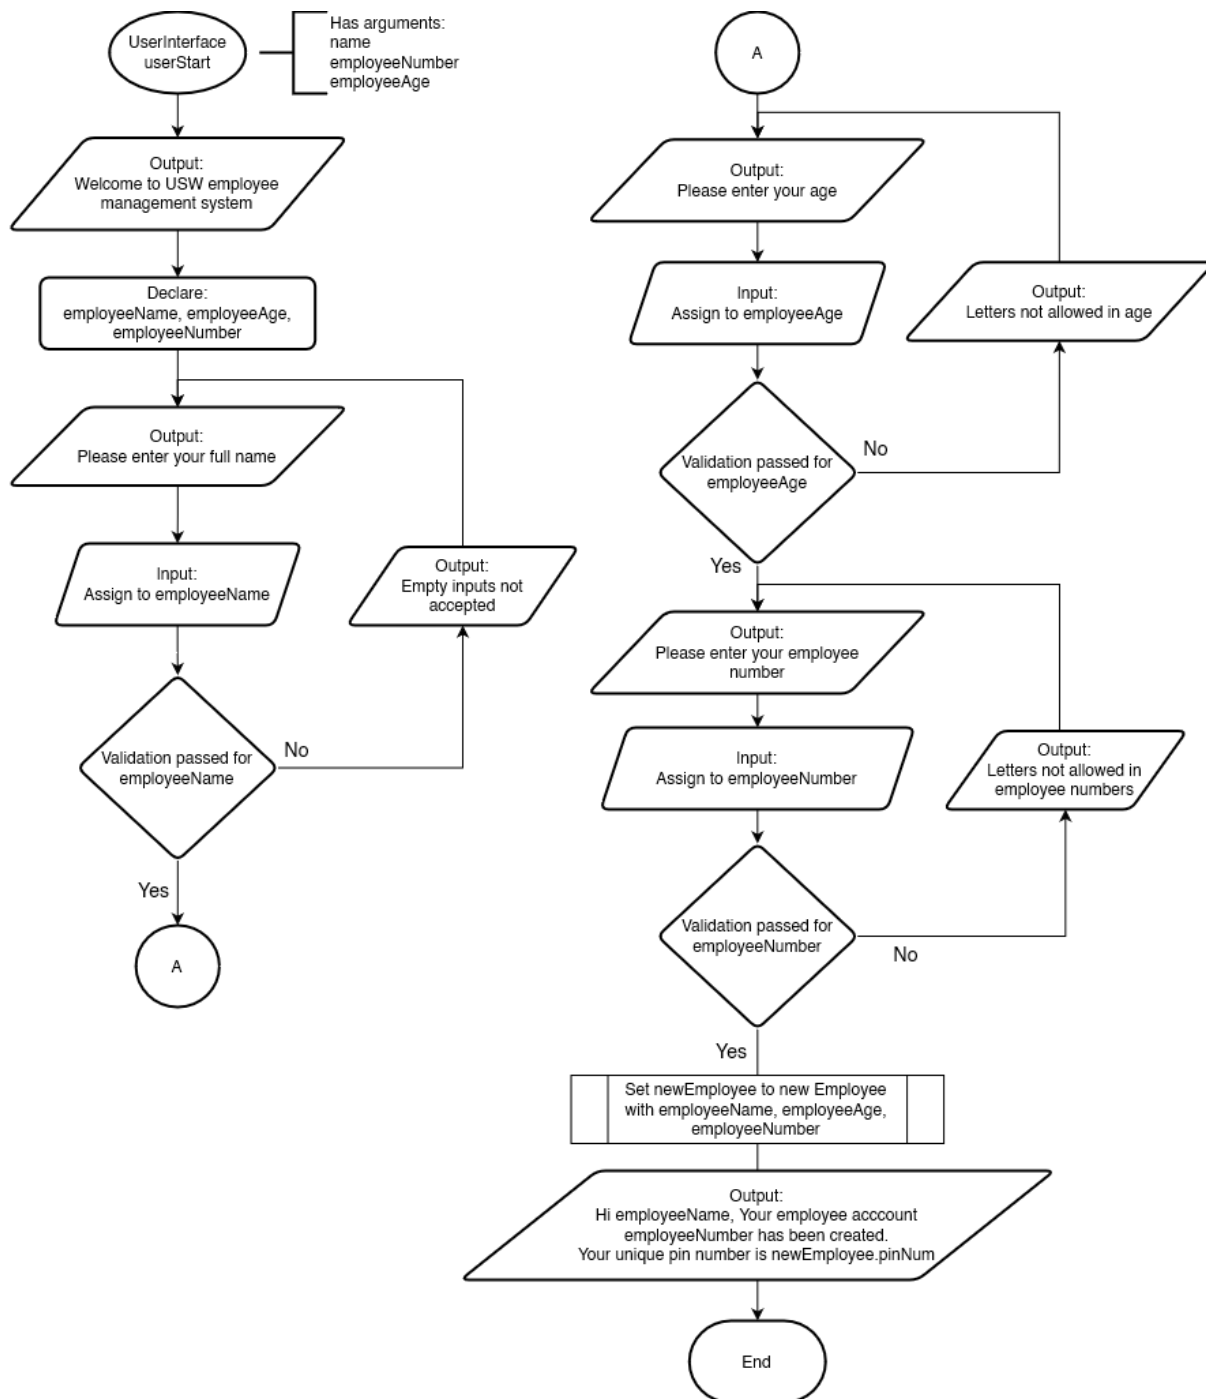 UserInterface
userStart
Has arguments:
name
employeeNumber
employeeAge
Output:
Welcome to USW employee
management system
Declare:
employeeName, employeeAge,
employeeNumber
Output:
Please enter your full name
Input:
Assign to employeeName
Output:
Empty inputs not
accepted
Validation passed for
employeeName
No
Yes
A
A
Output:
Please enter your age
Input:
Assign to employeeAge
Output:
Letters not allowed in age
Validation passed for
employeeAge
No
Yes
Output:
Please enter your employee
number
Input:
Assign to employeeNumber
Output:
Letters not allowed in
employee numbers
Validation passed for
employeeNumber
No
Yes
Set newEmployee to new Employee
with employeeName, employeeAge,
employeeNumber
Output:
Hi employeeName, Your employee acccount
employeeNumber has been created.
Your unique pin number is newEmployee.pinNum
End